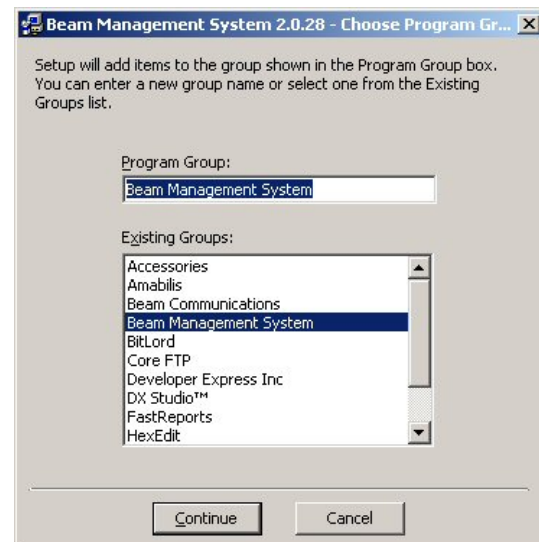 Beam Management System 2.0.28 - Choose Program Gr...
Setup will add items to the group shown in the Program Group box.
You can enter a new group name or select one from the Existing
Groups list.
Program Group:
Beam Management System
Existing Groups:
Accessories
Amabilis
Beam Communications
Beam Management System
BitLord
Core FTP
Developer Express Inc
DX Studio™
FastReports
HexEdit
Continue
Cancel